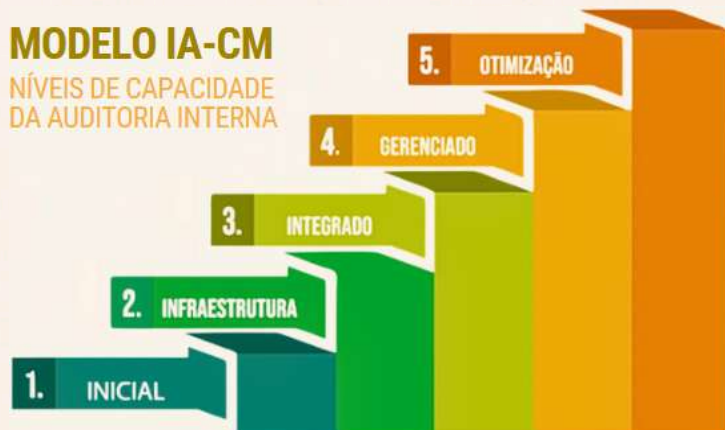 MODELO IA-CM
NÍVEIS DE CAPACIDADE
DA AUDITORIA INTERNA
5. OTIMIZAÇÃO
4. GERENCIADO
3. INTEGRADO
2. INFRAESTRUTURA
1. INICIAL